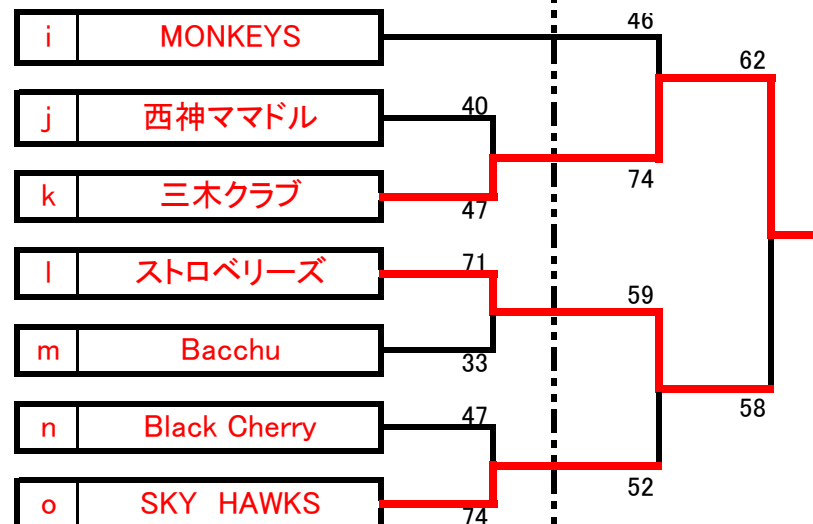 46
i MONKEYS
62
j 西神ママドル 40
74
k 三木クラブ 47
l ストロベリーズ 71
59
m Bacchu 33
58
n Black Cherry 47
52
o SKY HAWKS 74